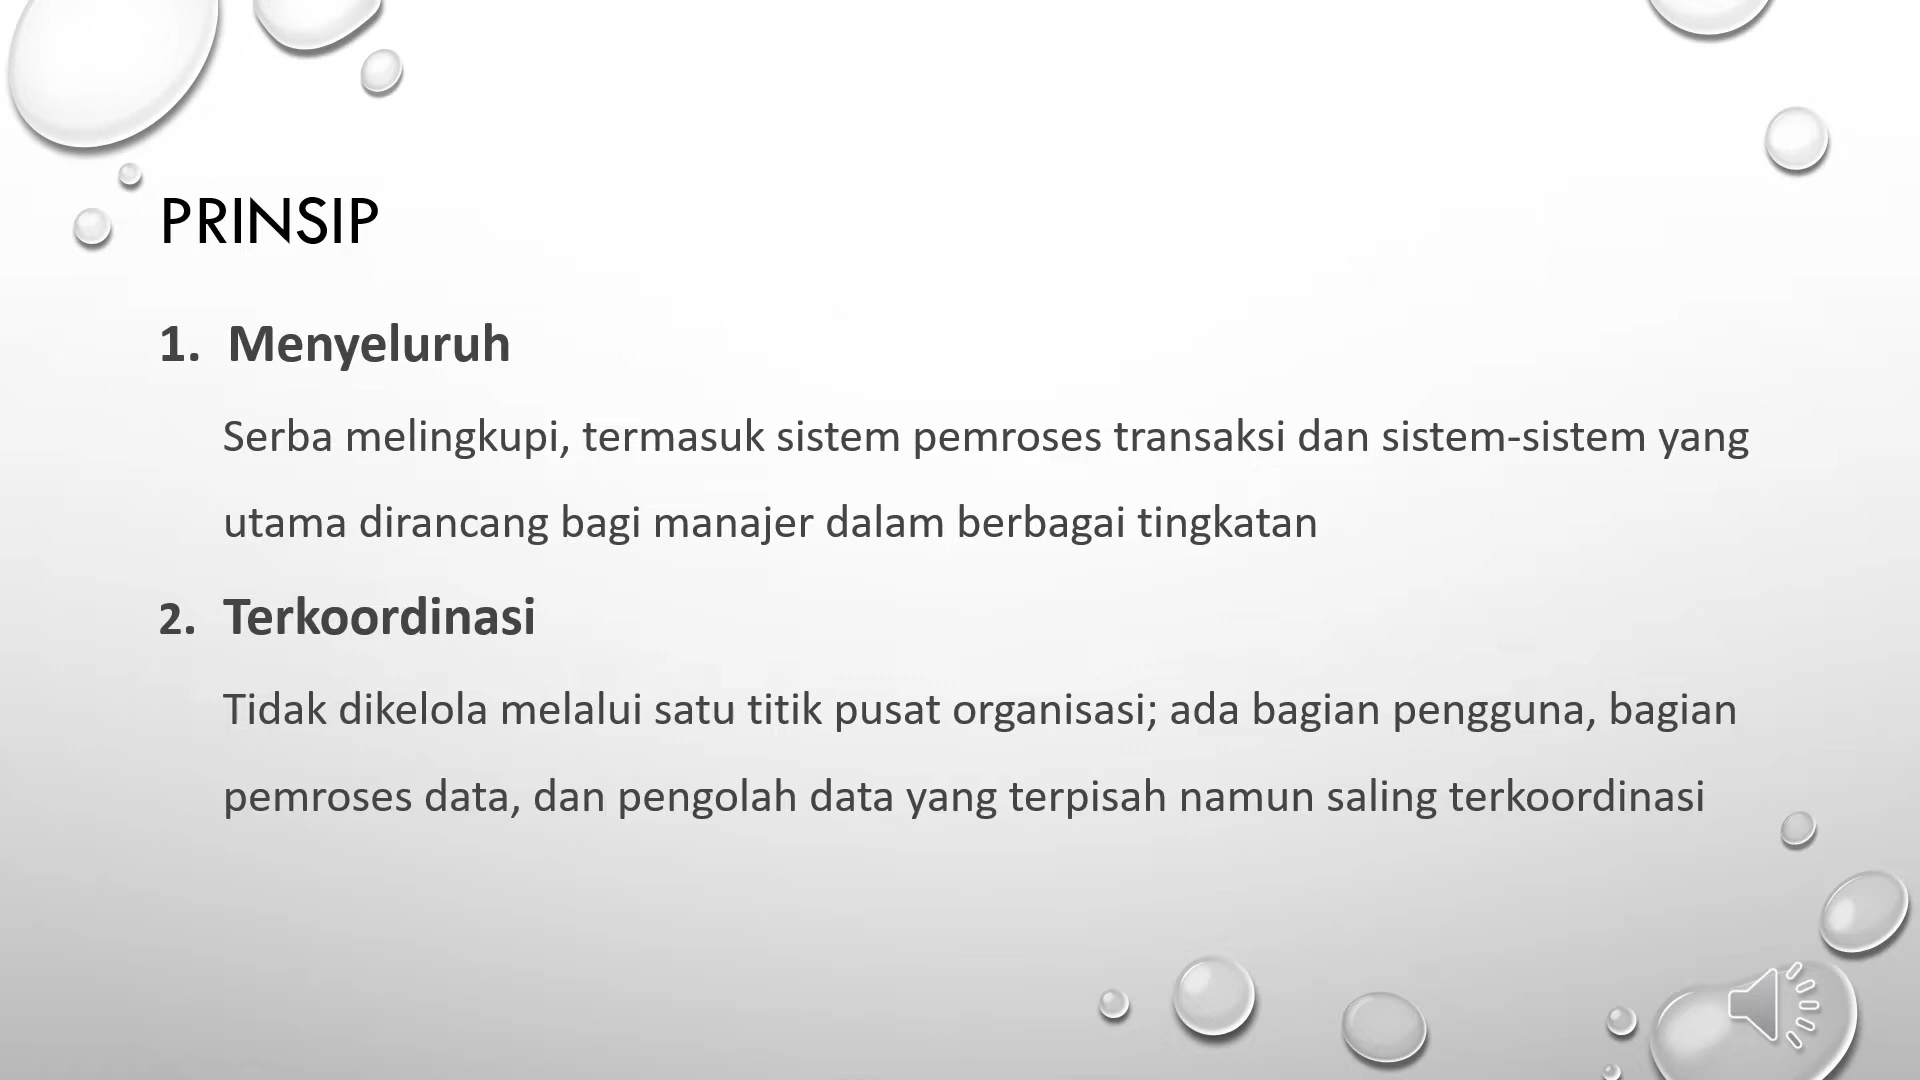 PRINSIP
1. Menyeluruh
Serba melingkupi, termasuk sistem pemroses transaksi dan sistem-sistem yang
utama dirancang bagi manajer dalam berbagai tingkatan
2. Terkoordinasi
Tidak dikelola melalui satu titik pusat organisasi; ada bagian pengguna, bagian
pemroses data, dan pengolah data yang terpisah namun saling terkoordinasi